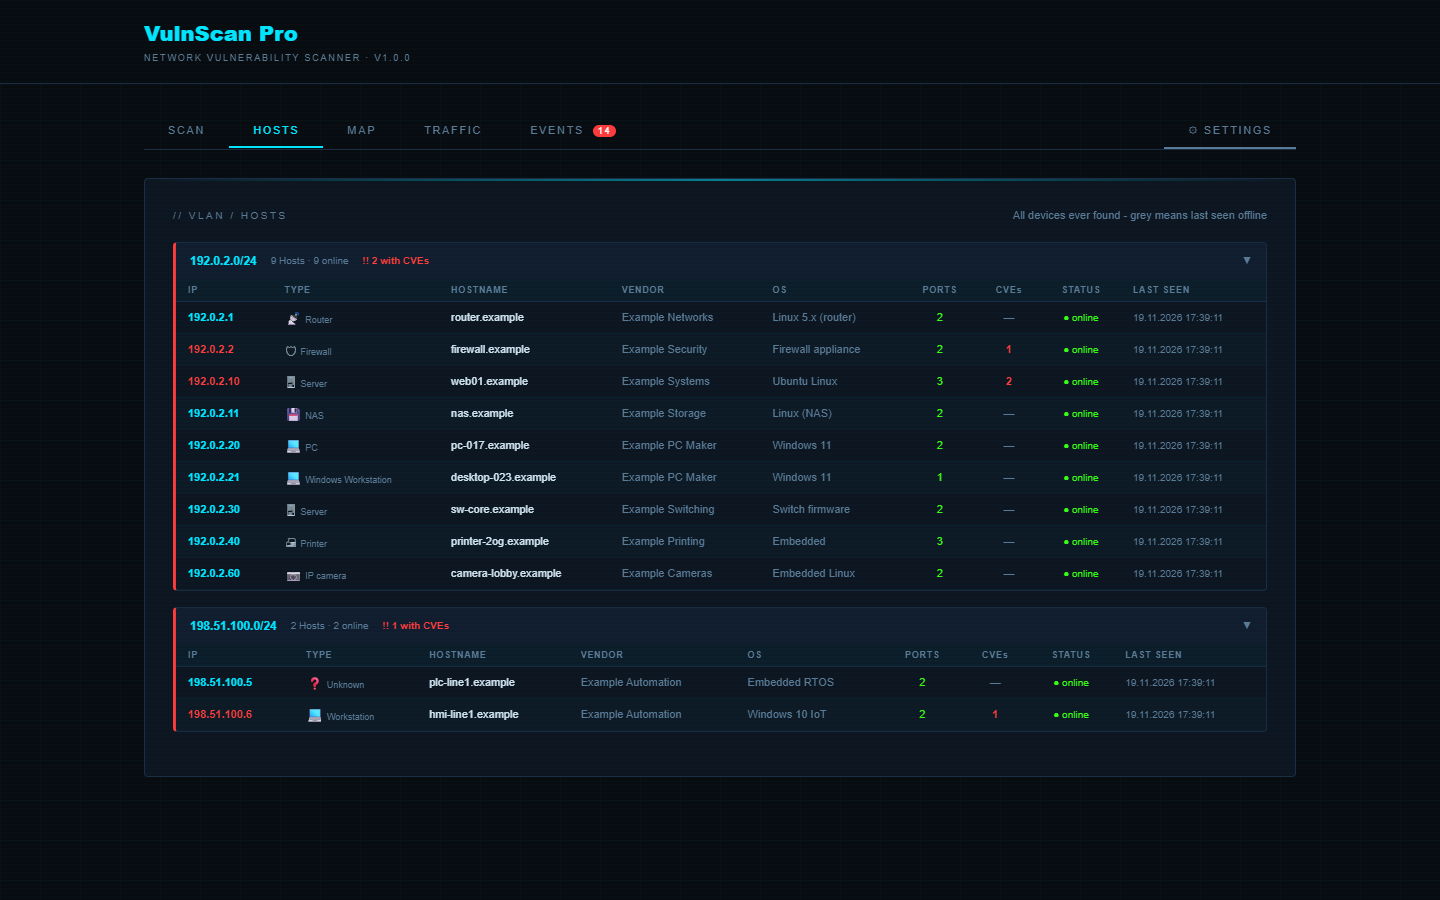 VulnScan Pro
NETWORK VULNERABILITY SCANNER · V1.0.0
SCAN HOSTS MAP TRAFFIC EVENTS 14 ⚙ SETTINGS
// VLAN / HOSTS All devices ever found - grey means last seen offline
192.0.2.0/24 9 Hosts · 9 online !! 2 with CVEs ▼
IP TYPE HOSTNAME VENDOR OS PORTS CVEs STATUS LAST SEEN
192.0.2.1 Router router.example Example Networks Linux 5.x (router) 2 — ● online 19.11.2026 17:39:11
192.0.2.2 Firewall firewall.example Example Security Firewall appliance 2 1 ● online 19.11.2026 17:39:11
192.0.2.10 Server web01.example Example Systems Ubuntu Linux 3 2 ● online 19.11.2026 17:39:11
192.0.2.11 NAS nas.example Example Storage Linux (NAS) 2 — ● online 19.11.2026 17:39:11
192.0.2.20 PC pc-017.example Example PC Maker Windows 11 2 — ● online 19.11.2026 17:39:11
192.0.2.21 Windows Workstation desktop-023.example Example PC Maker Windows 11 1 — ● online 19.11.2026 17:39:11
192.0.2.30 Server sw-core.example Example Switching Switch firmware 2 — ● online 19.11.2026 17:39:11
192.0.2.40 Printer printer-2og.example Example Printing Embedded 3 — ● online 19.11.2026 17:39:11
192.0.2.60 IP camera camera-lobby.example Example Cameras Embedded Linux 2 — ● online 19.11.2026 17:39:11
198.51.100.0/24 2 Hosts · 2 online !! 1 with CVEs ▼
IP TYPE HOSTNAME VENDOR OS PORTS CVEs STATUS LAST SEEN
198.51.100.5 ❓ Unknown plc-line1.example Example Automation Embedded RTOS 2 — ● online 19.11.2026 17:39:11
198.51.100.6 Workstation hmi-line1.example Example Automation Windows 10 IoT 2 1 ● online 19.11.2026 17:39:11